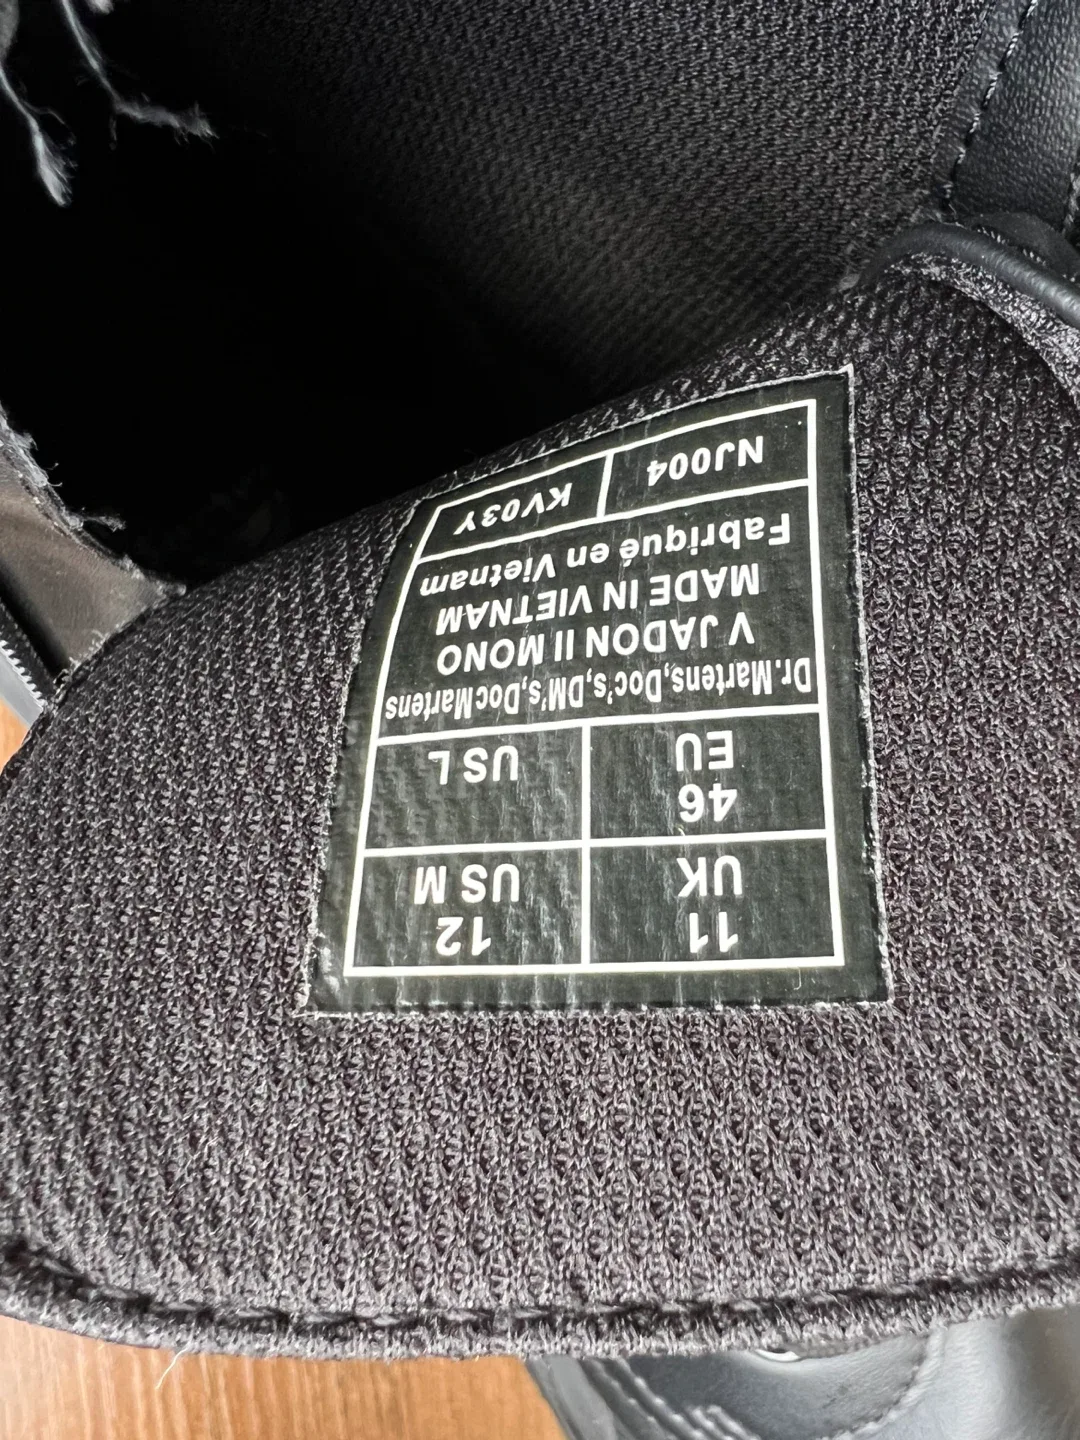 11 12
UK US M
46
EU US L
Dr.Martens,Doc's,DM's,DocMartens
V JADON II MONO
MADE IN VIETNAM
Fabriqué en Vietnam
NJ004 KV03Y